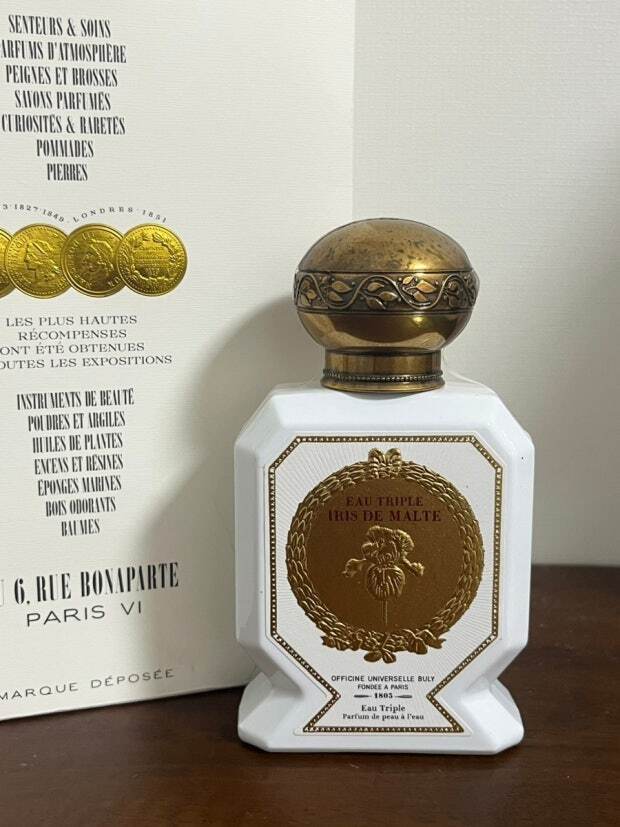 SENTEURS & SOINS
PARFUMS D'ATMOSPHÈRE
PEIGNES ET BROSSES
SAVONS PARFUMÉS
CURIOSITÉS & RARETÉS
POMMADES
PIERRES
1827·1849. LONDRES·1851
LES PLUS HAUTES
RÉCOMPENSES
ONT ÉTÉ OBTENUES
TOUTES LES EXPOSITIONS
INSTRUMENTS DE BEAUTÉ
POUDRES ET ARGILES
HUILES DE PLANTES
ENCENS ET RÉSINES
ÉPONGES MARINES
BOIS ODORANTS
BAUMES
6, RUE BONAPARTE
PARIS VI
MARQUE DÉPOSÉE
EAU TRIPLE
IRIS DE MALTE
OFFICINE UNIVERSELLE BULY
FONDÉE A PARIS
1803
Eau Triple
Parfum de peau à l'eau